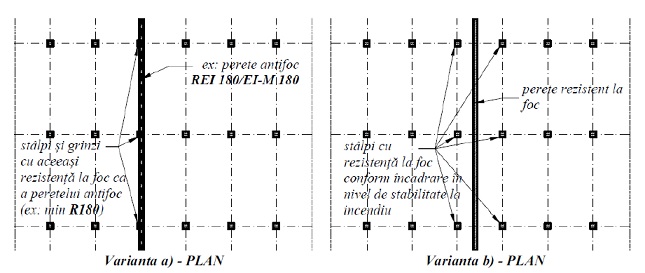 ex: perete antifoc
REI 180/EI-M 180
stâlpi și grinzi
cu aceeași
rezistență la foc ca
a peretelui antifoc
(ex: min R180)
Varianta a) - PLAN
perete rezistent la
foc
stâlpi cu
rezistență la foc
conform încadrare în
nivel de stabilitate la
incendiu
Varianta b) - PLAN